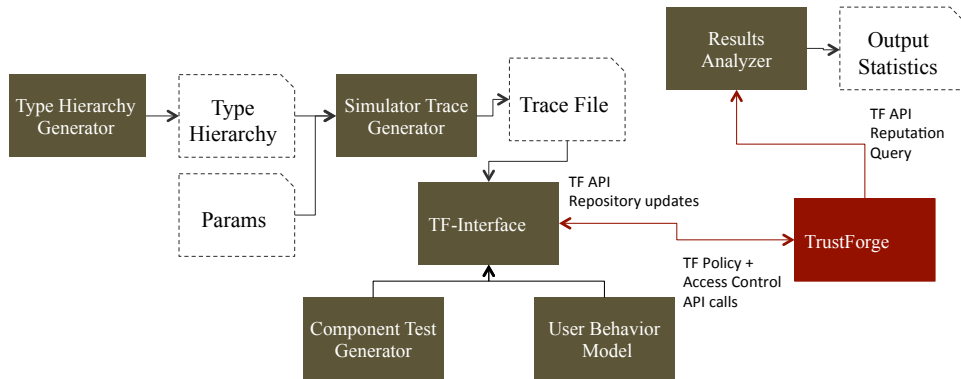 Type Hierarchy
Generator
Type
Hierarchy
Params
Simulator Trace
Generator
Trace File
TF-Interface
Component Test
Generator
User Behavior
Model
TF API
Repository updates
TF Policy +
Access Control
API calls
TrustForge
TF API
Reputation
Query
Results
Analyzer
Output
Statistics